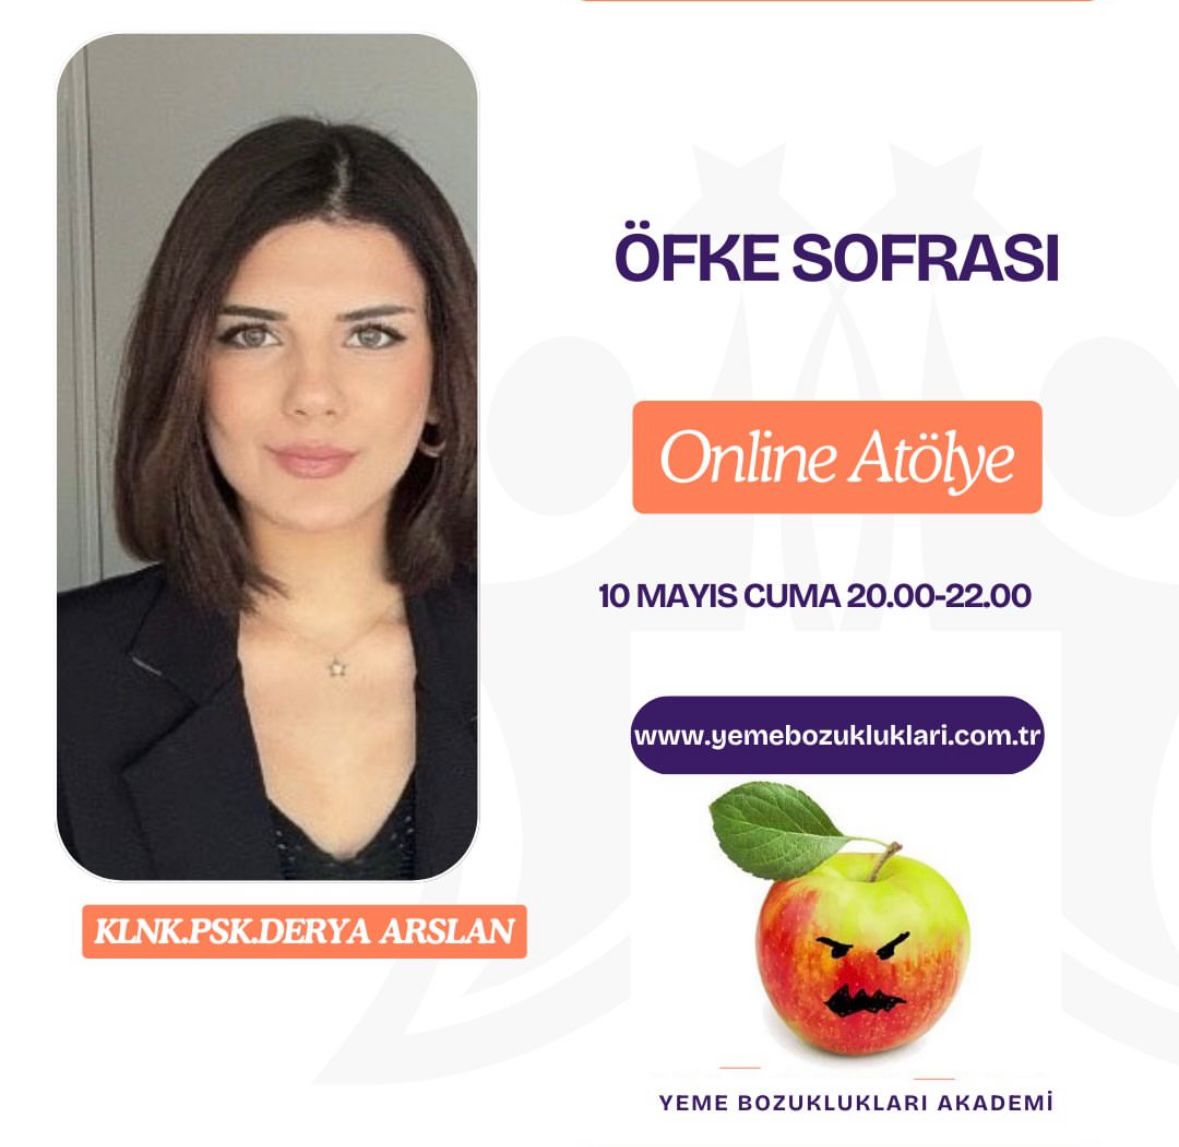 ÖFKE SOFRASI
Online Atölye
10 MAYIS CUMA 20.00-22.00
www.yemebozukluklari.com.tr
KLNK.PSK.DERYA ARSLAN
YEME BOZUKLUKLARI AKADEMİ